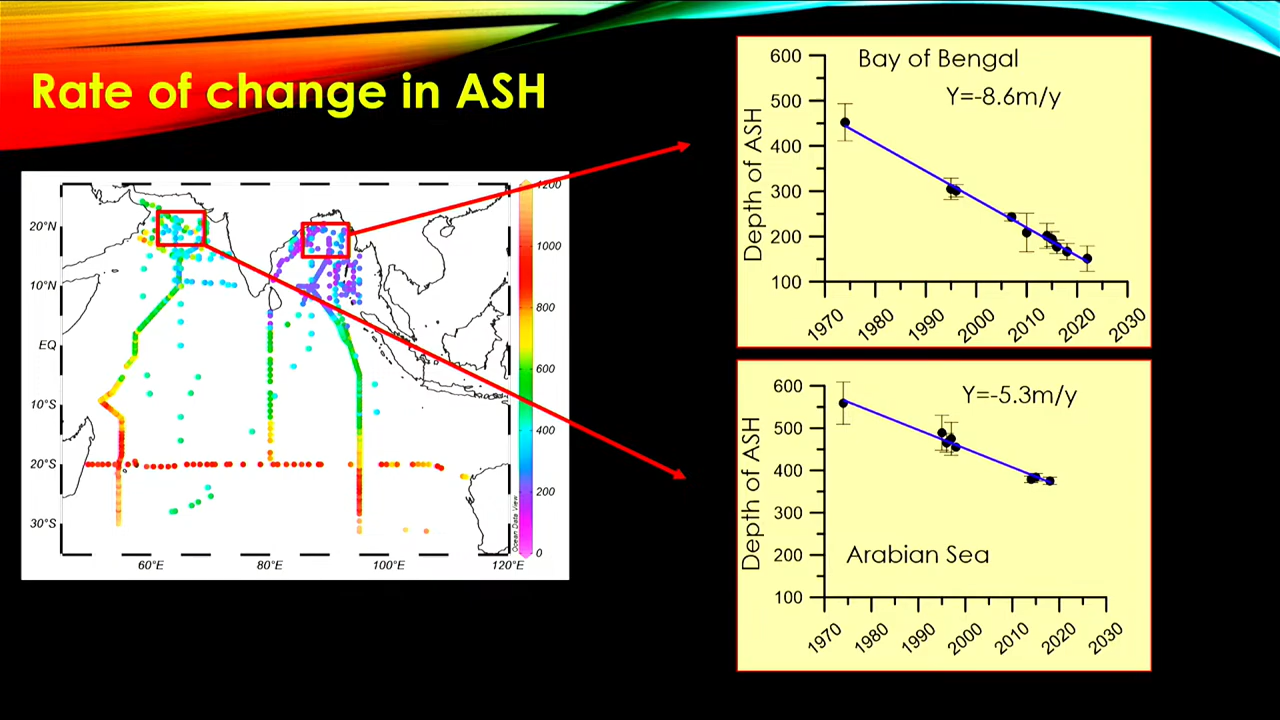 Rate of change in ASH
20°N
10°N
EQ
10°S
20°S
30°S
60°E
80°E
100°E
120°E
1200
1000
800
600
400
200
0
Ocean Data View
Bay of Bengal
Y=-8.6m/y
Depth of ASH
600
500
400
300
200
100
1970
1980
1990
2000
2010
2020
2030
Y=-5.3m/y
Depth of ASH
600
500
400
300
200
100
Arabian Sea
1970
1980
1990
2000
2010
2020
2030